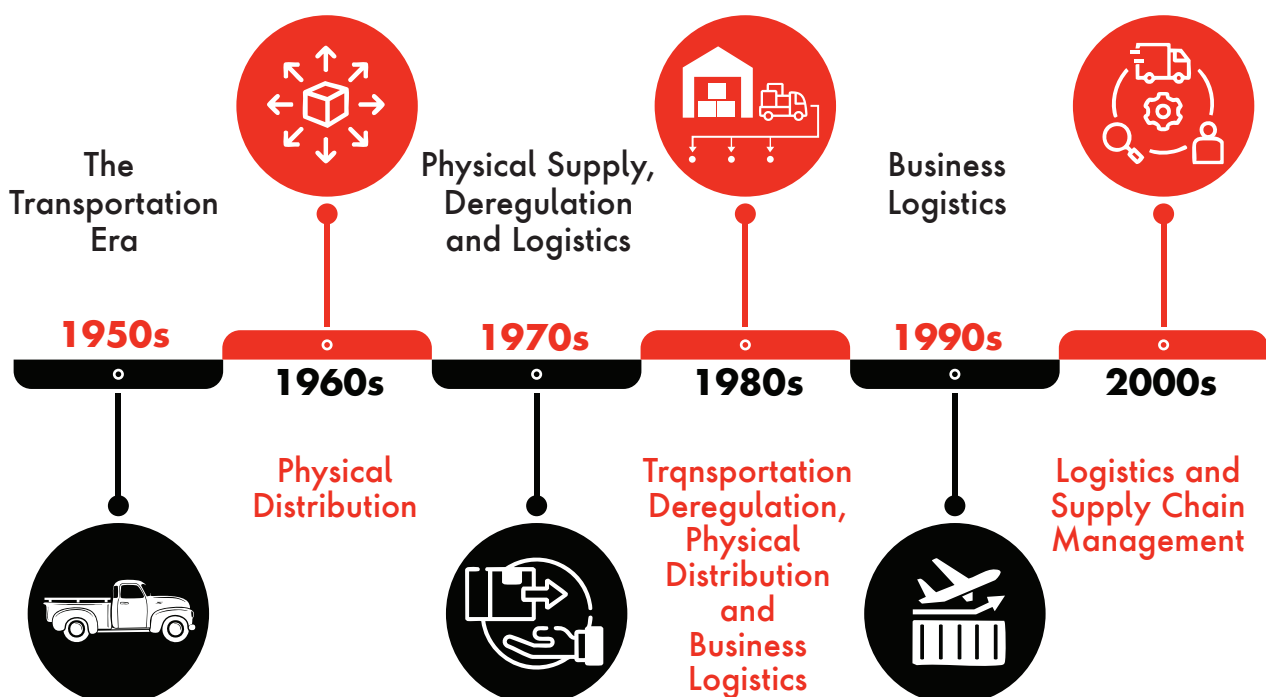 The
Transportation
Era
1950s
1960s
Physical
Distribution
Physical Supply,
Deregulation
and Logistics
1970s
1980s
Trqnsportation
Deregulation,
Physical
Distribution
and
Business
Logistics
Business
Logistics
1990s
2000s
Logistics and
Supply Chain
Management